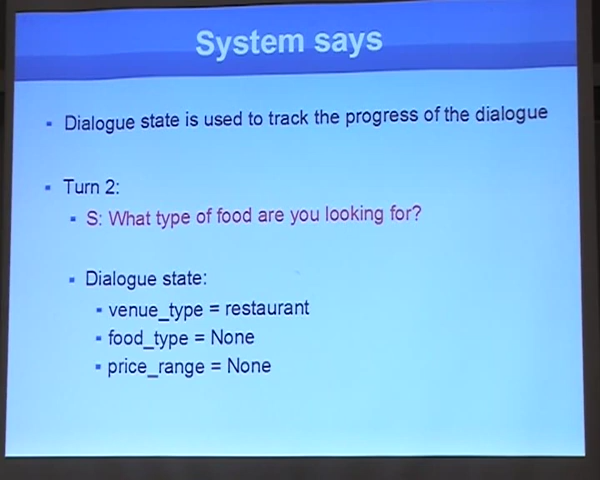 System says
Dialogue state is used to track the progress of the dialogue
Turn 2:
S: What type of food are you looking for?
Dialogue state:
venue_type = restaurant
food_type = None
price_range = None